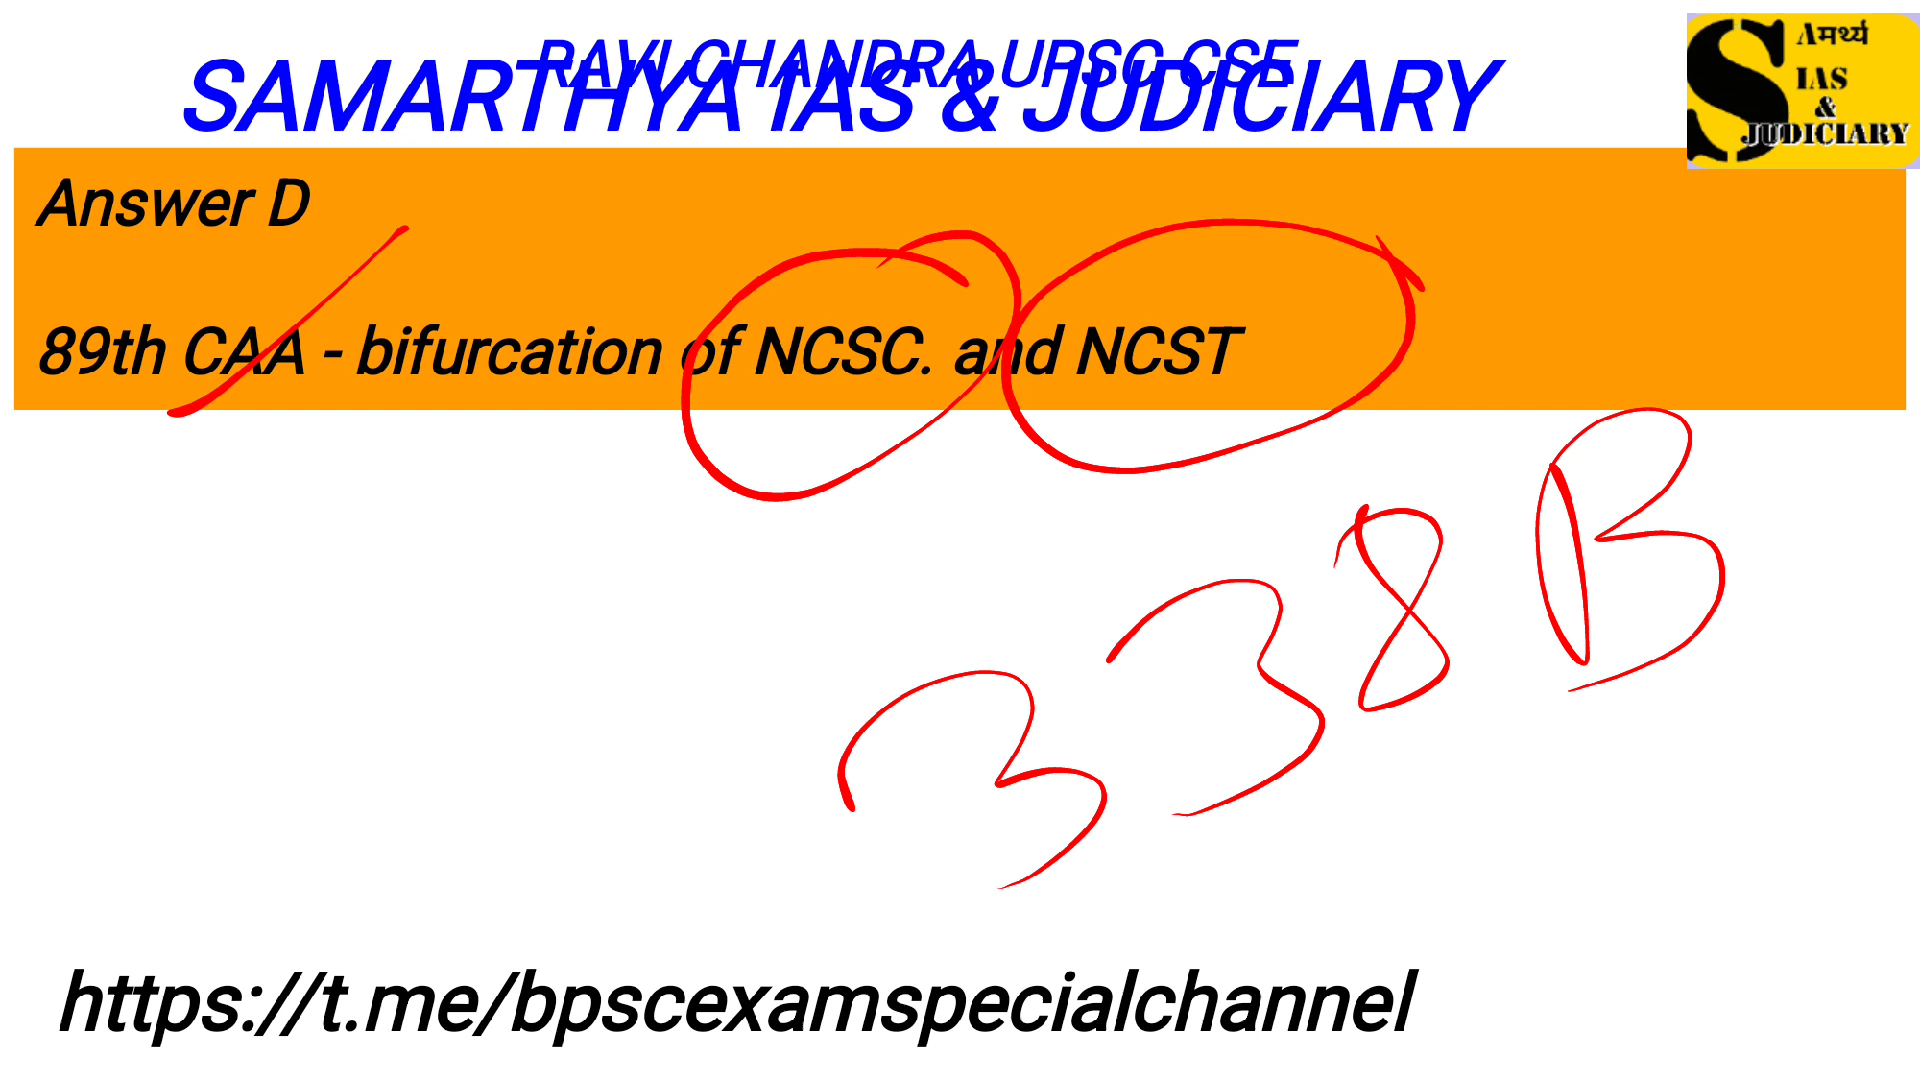 RAVI CHANDRA UPSC CSE
SAMARTHYA IAS & JUDICIARY
Aमर्थ्य
S IAS
&
JUDICIARY
Answer D
89th CAA - bifurcation of NCSC. and NCST
338B
https://t.me/bpscexamspecialchannel